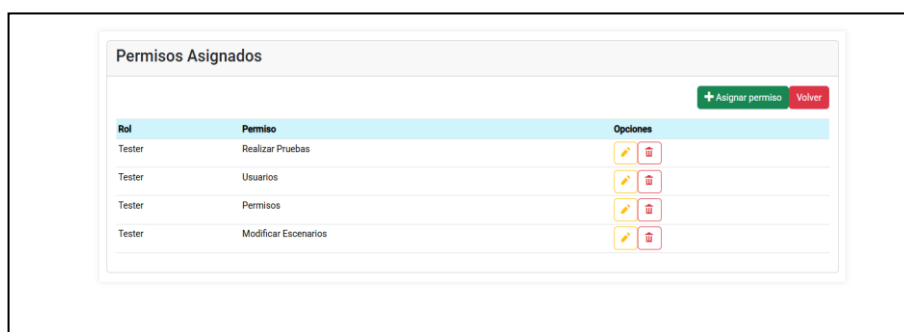 Permisos Asignados
Asignar permiso Volver
Rol Permiso Opciones
Tester Realizar Pruebas
Tester Usuarios
Tester Permisos
Tester Modificar Escenarios